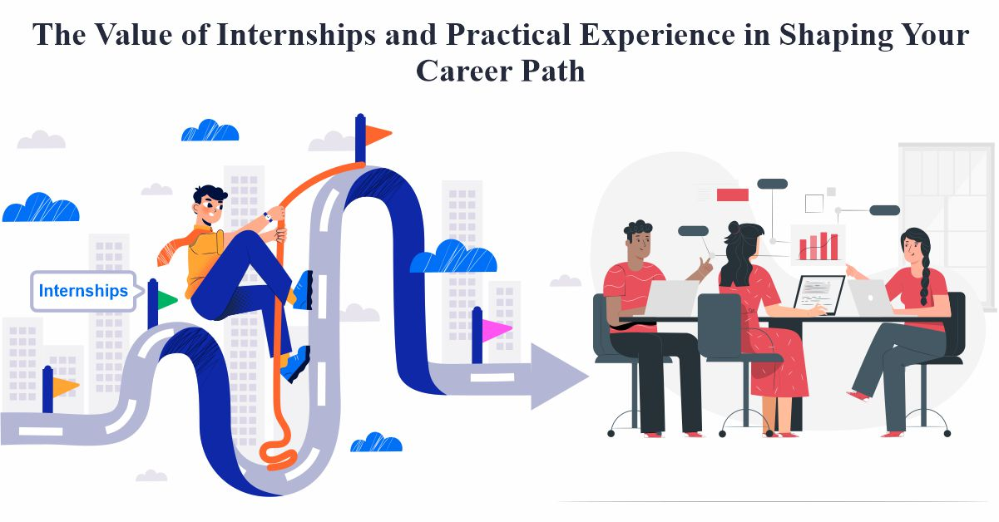 The Value of Internships and Practical Experience in Shaping Your
Career Path
Internships